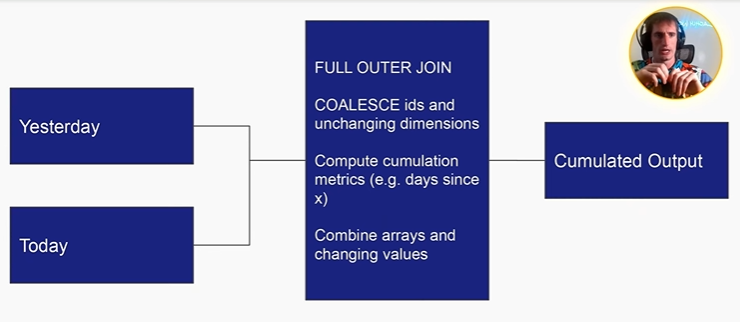 Yesterday
Today
FULL OUTER JOIN
COALESCE ids and
unchanging dimensions
Compute cumulation
metrics (e.g. days since
x)
Combine arrays and
changing values
Cumulated Output